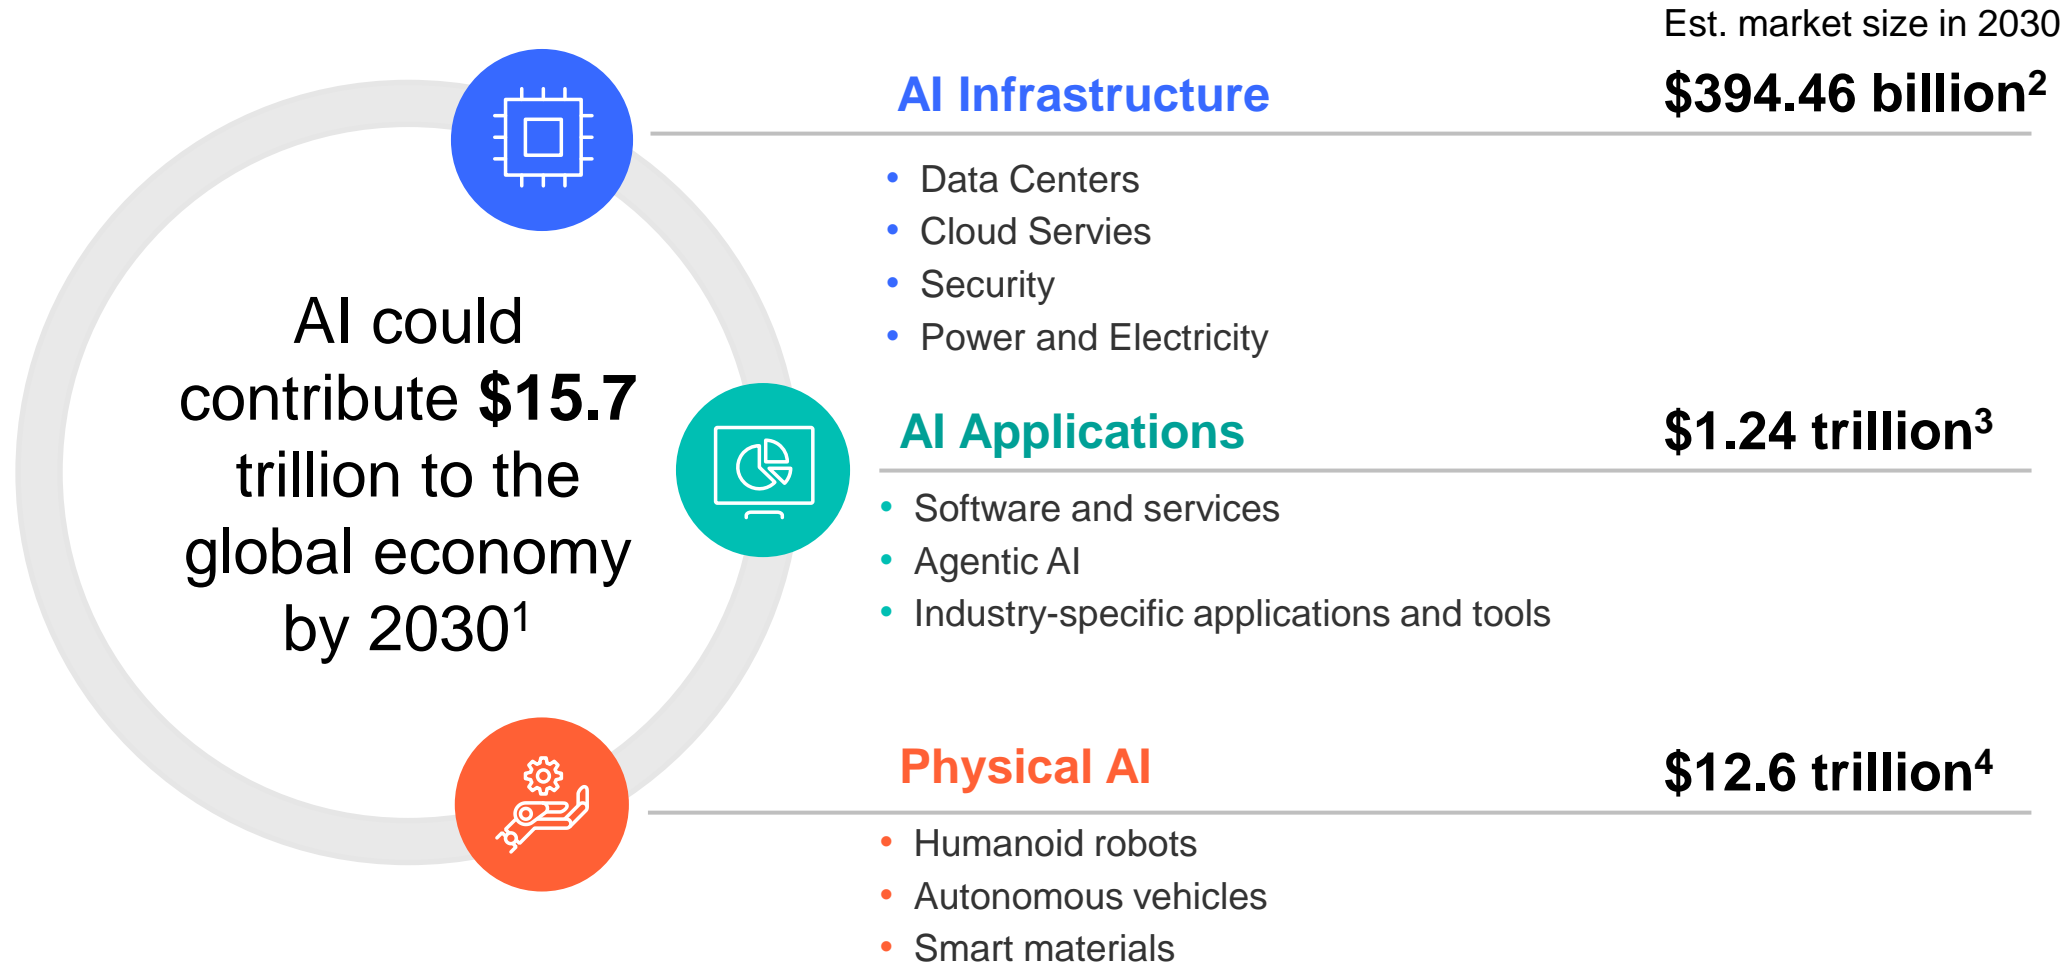 Est. market size in 2030
AI Infrastructure
$394.46 billion²
• Data Centers
• Cloud Servies
• Security
• Power and Electricity
AI could
contribute $15.7
trillion to the
global economy
by 2030¹
AI Applications
$1.24 trillion³
• Software and services
• Agentic AI
• Industry-specific applications and tools
Physical AI
$12.6 trillion⁴
• Humanoid robots
• Autonomous vehicles
• Smart materials